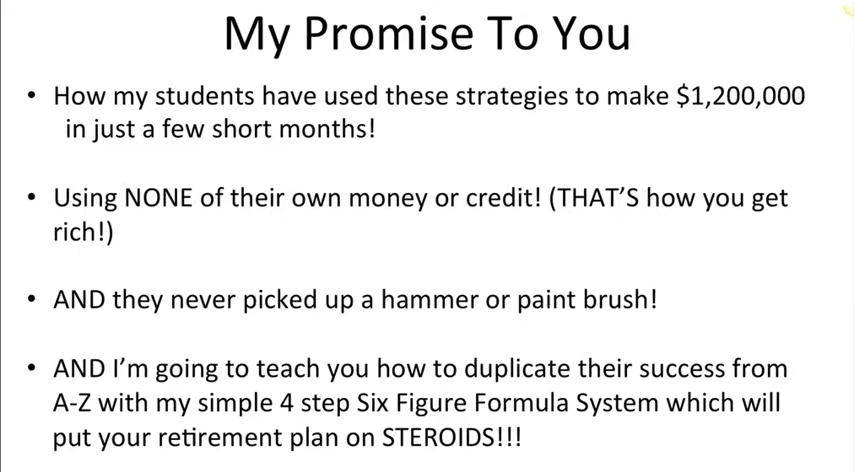 My Promise To You
• How my students have used these strategies to make $1,200,000
in just a few short months!
• Using NONE of their own money or credit! (THAT'S how you get
rich!)
• AND they never picked up a hammer or paint brush!
• AND I'm going to teach you how to duplicate their success from
A-Z with my simple 4 step Six Figure Formula System which will
put your retirement plan on STEROIDS!!!